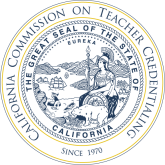 CALIFORNIA COMMISSION ON TEACHER CREDENTIALING
THE GREAT SEAL OF THE STATE OF
CALIFORNIA
EUREKA
SINCE 1970